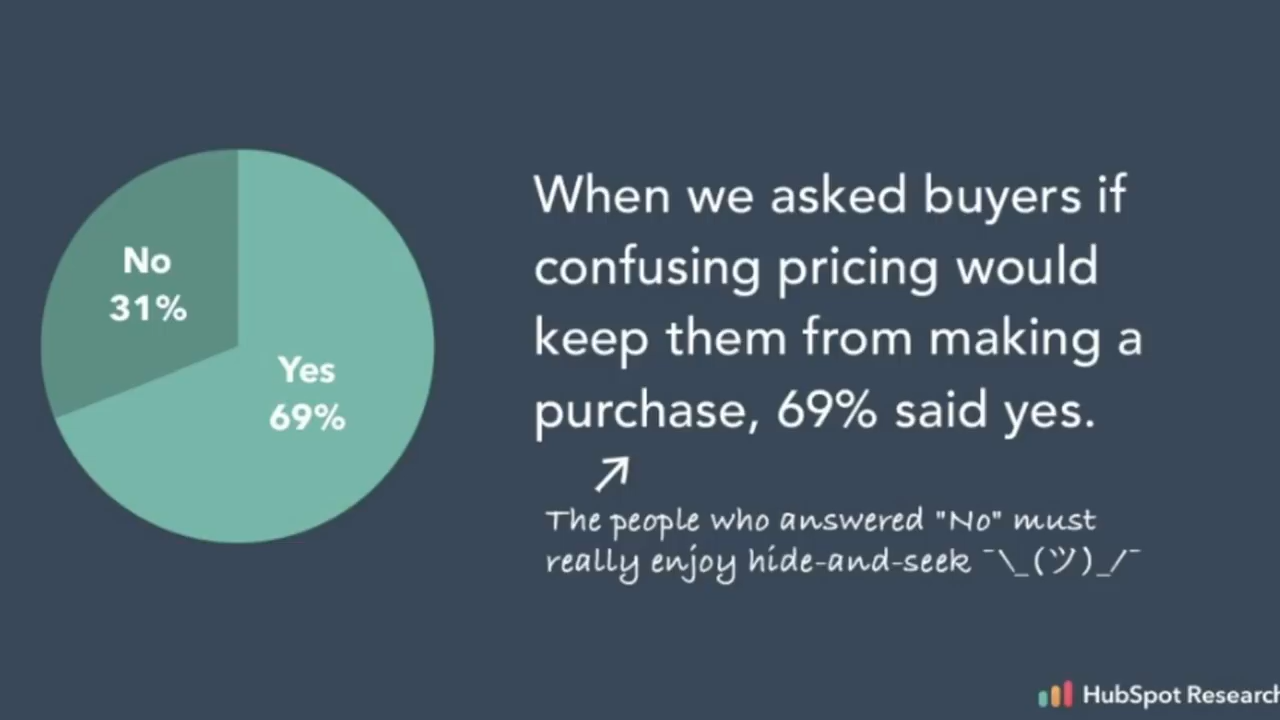 No
31%
Yes
69%
When we asked buyers if
confusing pricing would
keep them from making a
purchase, 69% said yes.
The people who answered "No" must
really enjoy hide-and-seek ¯\_(ツ)_/¯
HubSpot Research